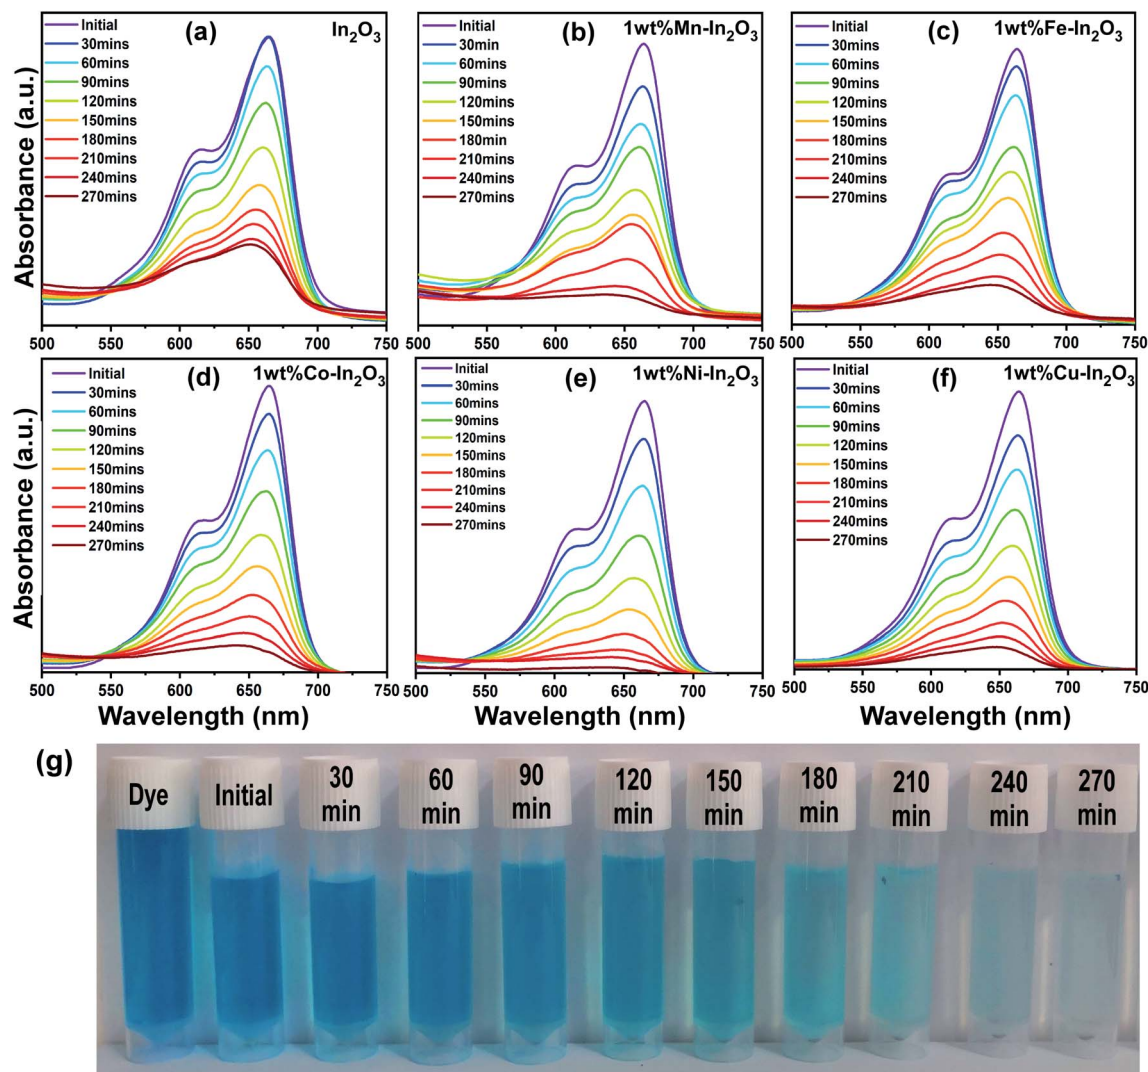 Absorbance (a.u.)
(a)
In₂O₃
Initial
30mins
60mins
90mins
120mins
150mins
180mins
210mins
240mins
270mins
500 550 600 650 700 750
(b)
1wt%Mn-In₂O₃
Initial
30min
60mins
90mins
120mins
150mins
180min
210mins
240mins
270mins
500 550 600 650 700 750
(c)
1wt%Fe-In₂O₃
Initial
30mins
60mins
90mins
120mins
150mins
180mins
210mins
240mins
270mins
500 550 600 650 700 750
Absorbance (a.u.)
(d)
1wt%Co-In₂O₃
Initial
30mins
60mins
90mins
120mins
150mins
180mins
210mins
240mins
270mins
500 550 600 650 700 750
Wavelength (nm)
(e)
1wt%Ni-In₂O₃
Initial
30mins
60mins
90mins
120mins
150mins
180mins
210mins
240mins
270mins
500 550 600 650 700 750
Wavelength (nm)
(f)
1wt%Cu-In₂O₃
Initial
30mins
60mins
90mins
120mins
150mins
180mins
210mins
240mins
270mins
500 550 600 650 700 750
Wavelength (nm)
(g)
Dye
Initial
30
min
60
min
90
min
120
min
150
min
180
min
210
min
240
min
270
min